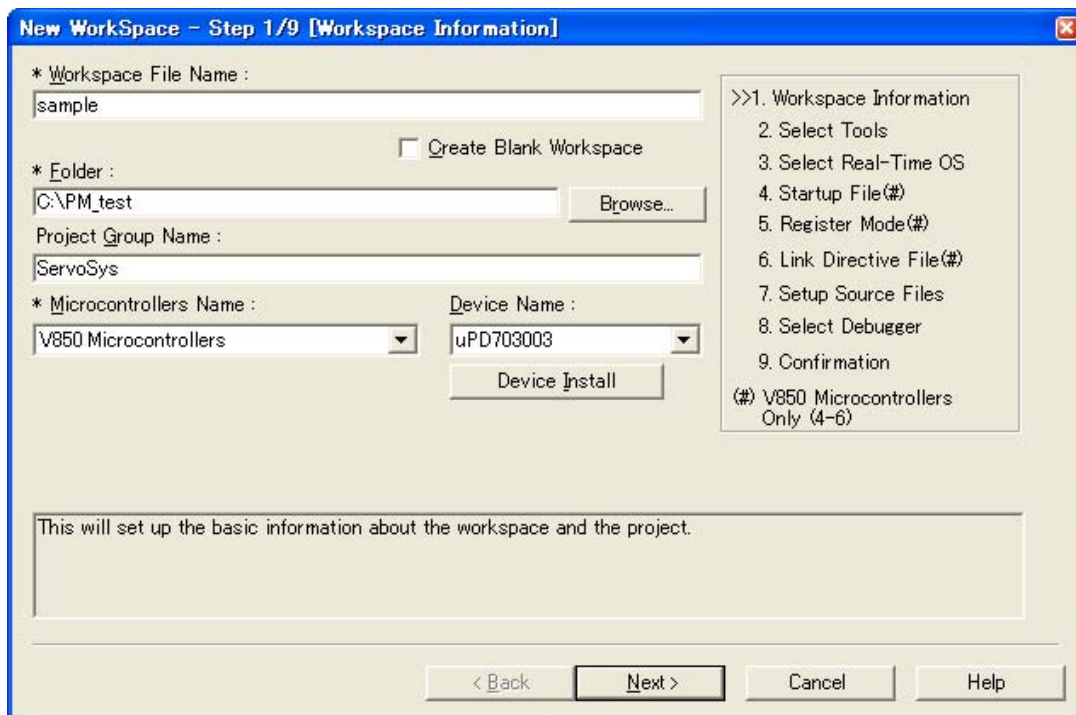 New WorkSpace - Step 1/9 [Workspace Information]
* Workspace File Name :
sample
Create Blank Workspace
* Folder :
C:\PM_test
Browse...
Project Group Name :
ServoSys
* Microcontrollers Name :
Device Name :
V850 Microcontrollers
uPD703003
Device Install
>>1. Workspace Information
2. Select Tools
3. Select Real-Time OS
4. Startup File(#)
5. Register Mode(#)
6. Link Directive File(#)
7. Setup Source Files
8. Select Debugger
9. Confirmation
(#) V850 Microcontrollers
Only (4-6)
This will set up the basic information about the workspace and the project.
< Back
Next >
Cancel
Help